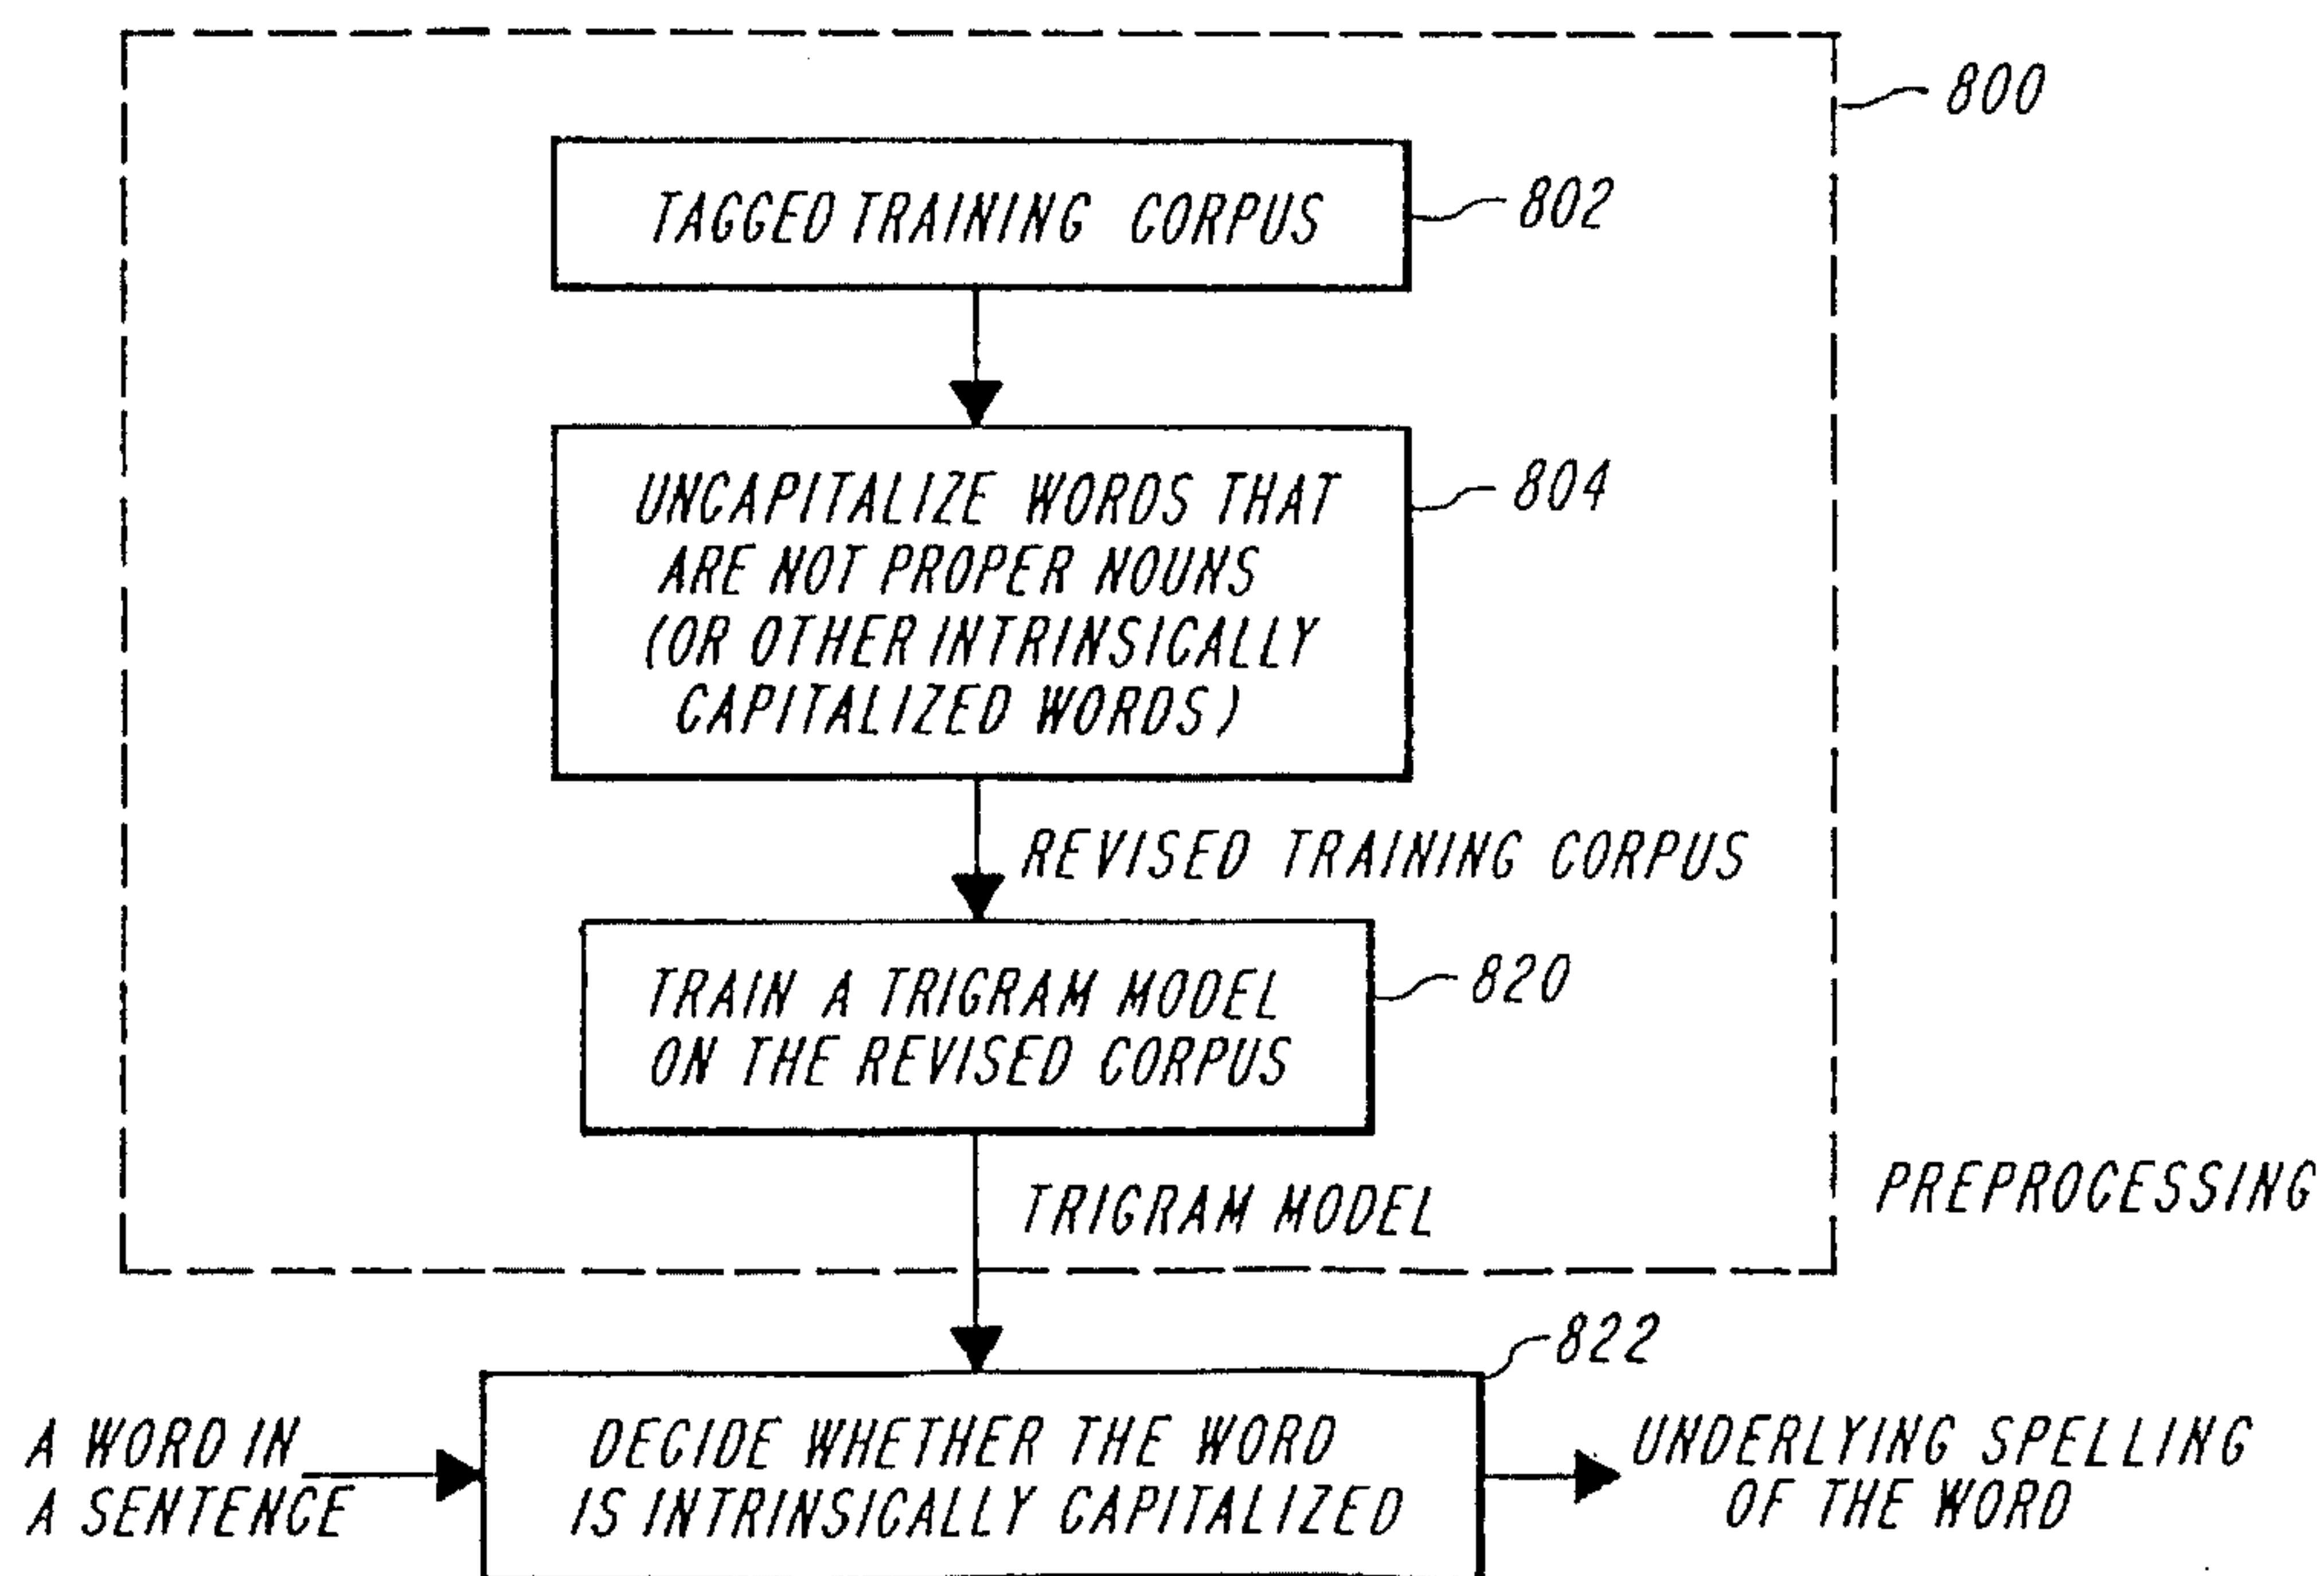 800
TAGGED TRAINING CORPUS
802
UNCAPITALIZE WORDS THAT
ARE NOT PROPER NOUNS
(OR OTHER INTRINSICALLY
CAPITALIZED WORDS)
804
REVISED TRAINING CORPUS
TRAIN A TRIGRAM MODEL
ON THE REVISED CORPUS
820
TRIGRAM MODEL
PREPROCESSING
822
A WORD IN
A SENTENCE
DECIDE WHETHER THE WORD
IS INTRINSICALLY CAPITALIZED
UNDERLYING SPELLING
OF THE WORD